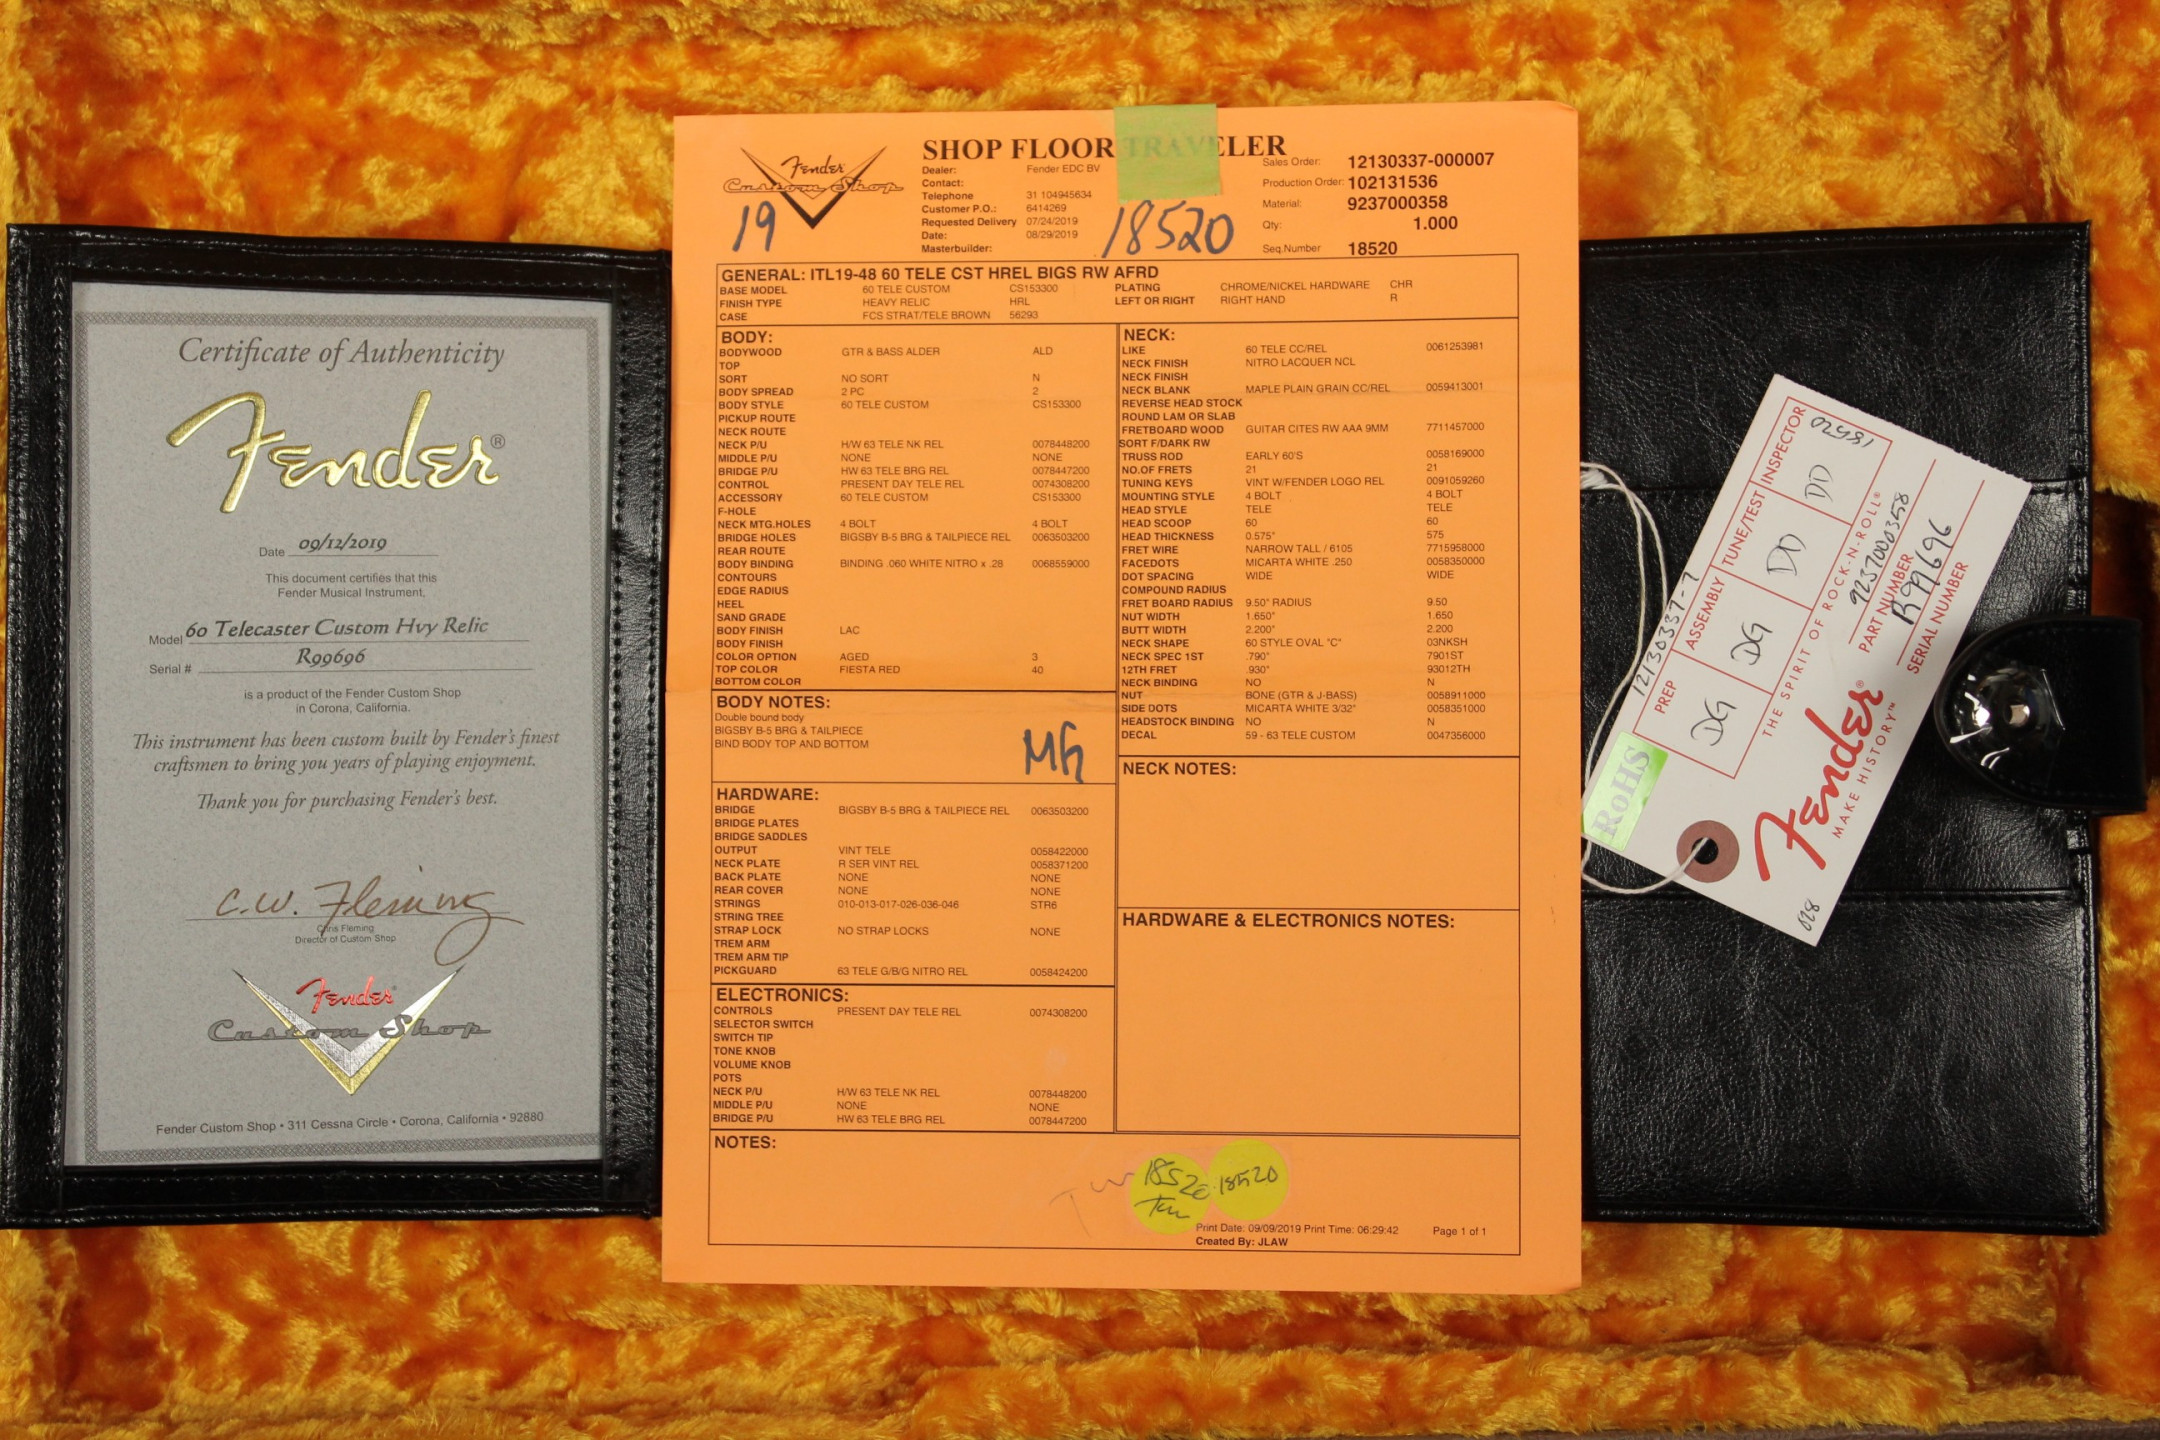 Certificate of Authenticity
Fender®
Date 09/12/2019
This document certifies that this
Fender Musical Instrument,
Model 60 Telecaster Custom Hvy Relic
Serial # R99696
is a product of the Fender Custom Shop
in Corona, California.
This instrument has been custom built by Fender's finest
craftsmen to bring you years of playing enjoyment.
Thank you for purchasing Fender's best.
C.W. Fleming
Chris Fleming
Director of Custom Shop
Fender
Custom Shop
Fender Custom Shop • 311 Cessna Circle • Corona, California • 92880
Fender
Custom Shop
19
SHOP FLOOR TRAVELER
Dealer: Fender EDC BV
Contact:
Telephone 31 104945634
Customer P.O.: 6414269
Requested Delivery 07/24/2019
Date: 08/29/2019
Masterbuilder:
18520
Sales Order: 12130337-000007
Production Order: 102131536
Material: 9237000358
Qty: 1.000
Seq.Number 18520
GENERAL: ITL19-48 60 TELE CST HREL BIGS RW AFRD
BASE MODEL 60 TELE CUSTOM CS153300 PLATING CHROME/NICKEL HARDWARE CHR
FINISH TYPE HEAVY RELIC HRL LEFT OR RIGHT RIGHT HAND R
CASE FCS STRAT/TELE BROWN 56293
BODY:
BODYWOOD GTR & BASS ALDER ALD
TOP
SORT NO SORT N
BODY SPREAD 2 PC 2
BODY STYLE 60 TELE CUSTOM CS153300
PICKUP ROUTE
NECK ROUTE
NECK P/U H/W 63 TELE NK REL 0078448200
MIDDLE P/U NONE NONE
BRIDGE P/U HW 63 TELE BRG REL 0078447200
CONTROL PRESENT DAY TELE REL 0074308200
ACCESSORY 60 TELE CUSTOM CS153300
F-HOLE
NECK MTG.HOLES 4 BOLT 4 BOLT
BRIDGE HOLES BIGSBY B-5 BRG & TAILPIECE REL 0063503200
REAR ROUTE
BODY BINDING BINDING .060 WHITE NITRO x .28 0068559000
CONTOURS
EDGE RADIUS
HEEL
SAND GRADE
BODY FINISH LAC
BODY FINISH
COLOR OPTION AGED 3
TOP COLOR FIESTA RED 40
BOTTOM COLOR
BODY NOTES:
Double bound body
BIGSBY B-5 BRG & TAILPIECE
BIND BODY TOP AND BOTTOM
HARDWARE:
BRIDGE BIGSBY B-5 BRG & TAILPIECE REL 0063503200
BRIDGE PLATES
BRIDGE SADDLES
OUTPUT VINT TELE 0058422000
NECK PLATE R SER VINT REL 0058371200
BACK PLATE NONE NONE
REAR COVER NONE NONE
STRINGS 010-013-017-026-036-046 STR6
STRING TREE
STRAP LOCK NO STRAP LOCKS NONE
TREM ARM
TREM ARM TIP
PICKGUARD 63 TELE G/B/G NITRO REL 0058424200
ELECTRONICS:
CONTROLS PRESENT DAY TELE REL 0074308200
SELECTOR SWITCH
SWITCH TIP
TONE KNOB
VOLUME KNOB
POTS
NECK P/U H/W 63 TELE NK REL 0078448200
MIDDLE P/U NONE NONE
BRIDGE P/U HW 63 TELE BRG REL 0078447200
NECK:
LIKE 60 TELE CC/REL 0061253981
NECK FINISH NITRO LACQUER NCL
NECK FINISH
NECK BLANK MAPLE PLAIN GRAIN CC/REL 0059413001
REVERSE HEAD STOCK
ROUND LAM OR SLAB
FRETBOARD WOOD GUITAR CITES RW AAA 9MM 7711457000
SORT F/DARK RW
TRUSS ROD EARLY 60'S 0058169000
NO.OF FRETS 21 21
TUNING KEYS VINT W/FENDER LOGO REL 0091059260
MOUNTING STYLE 4 BOLT 4 BOLT
HEAD STYLE TELE TELE
HEAD SCOOP 60 60
HEAD THICKNESS 0.575" 575
FRET WIRE NARROW TALL / 6105 7715958000
FACEDOTS MICARTA WHITE .250 0058350000
DOT SPACING WIDE WIDE
COMPOUND RADIUS
FRET BOARD RADIUS 9.50" RADIUS 9.50
NUT WIDTH 1.650" 1.650
BUTT WIDTH 2.200" 2.200
NECK SHAPE 60 STYLE OVAL "C" 03NKSH
NECK SPEC 1ST .790" 7901ST
12TH FRET .930" 93012TH
NECK BINDING NO N
NUT BONE (GTR & J-BASS) 0058911000
SIDE DOTS MICARTA WHITE 3/32" 0058351000
HEADSTOCK BINDING NO N
DECAL 59 - 63 TELE CUSTOM 0047356000
NECK NOTES:
HARDWARE & ELECTRONICS NOTES:
NOTES:
18520
18520
Print Date: 09/09/2019 Print Time: 06:29:42 Page 1 of 1
Created By: JLAW
12130337-7
PREP ASSEMBLY TUNE/TEST INSPECTOR
DG DG DD DD
18520
THE SPIRIT OF ROCK-N-ROLL®
9237000358
PART NUMBER
R99696
SERIAL NUMBER
Fender®
MAKE HISTORY™
RoHS